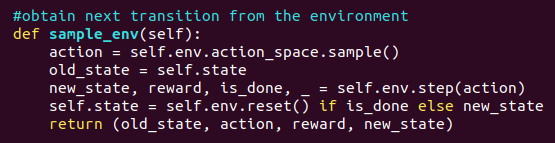 #obtain next transition from the environment
def sample_env(self):
    action = self.env.action_space.sample()
    old_state = self.state
    new_state, reward, is_done, _ = self.env.step(action)
    self.state = self.env.reset() if is_done else new_state
    return (old_state, action, reward, new_state)